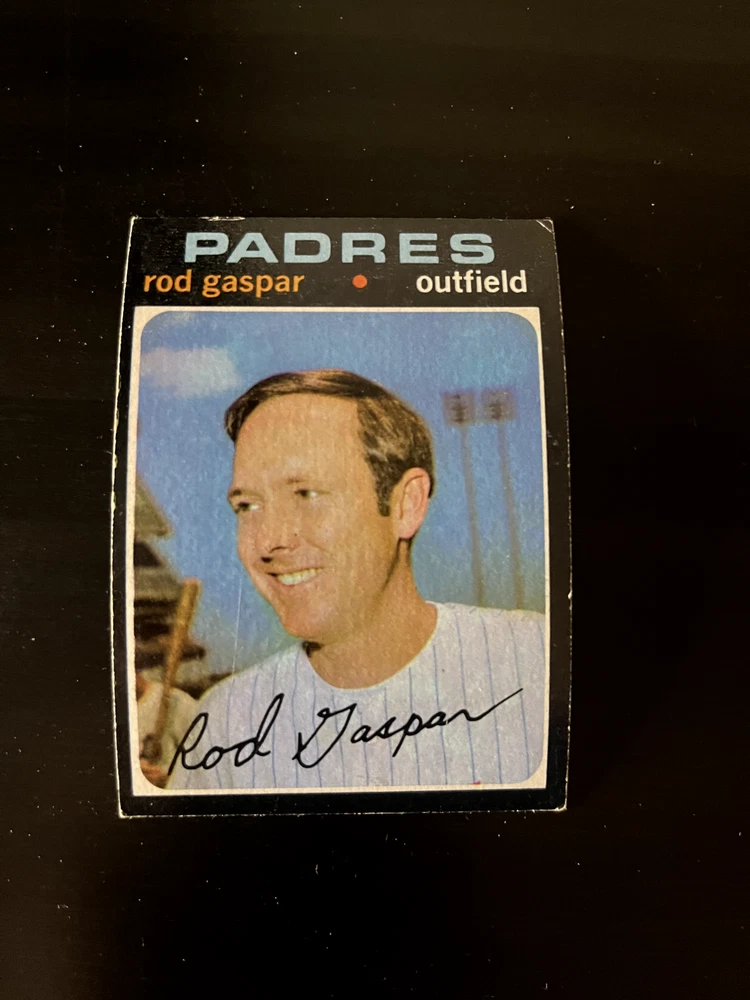 PADRES
rod gaspar • outfield
Rod Gaspar